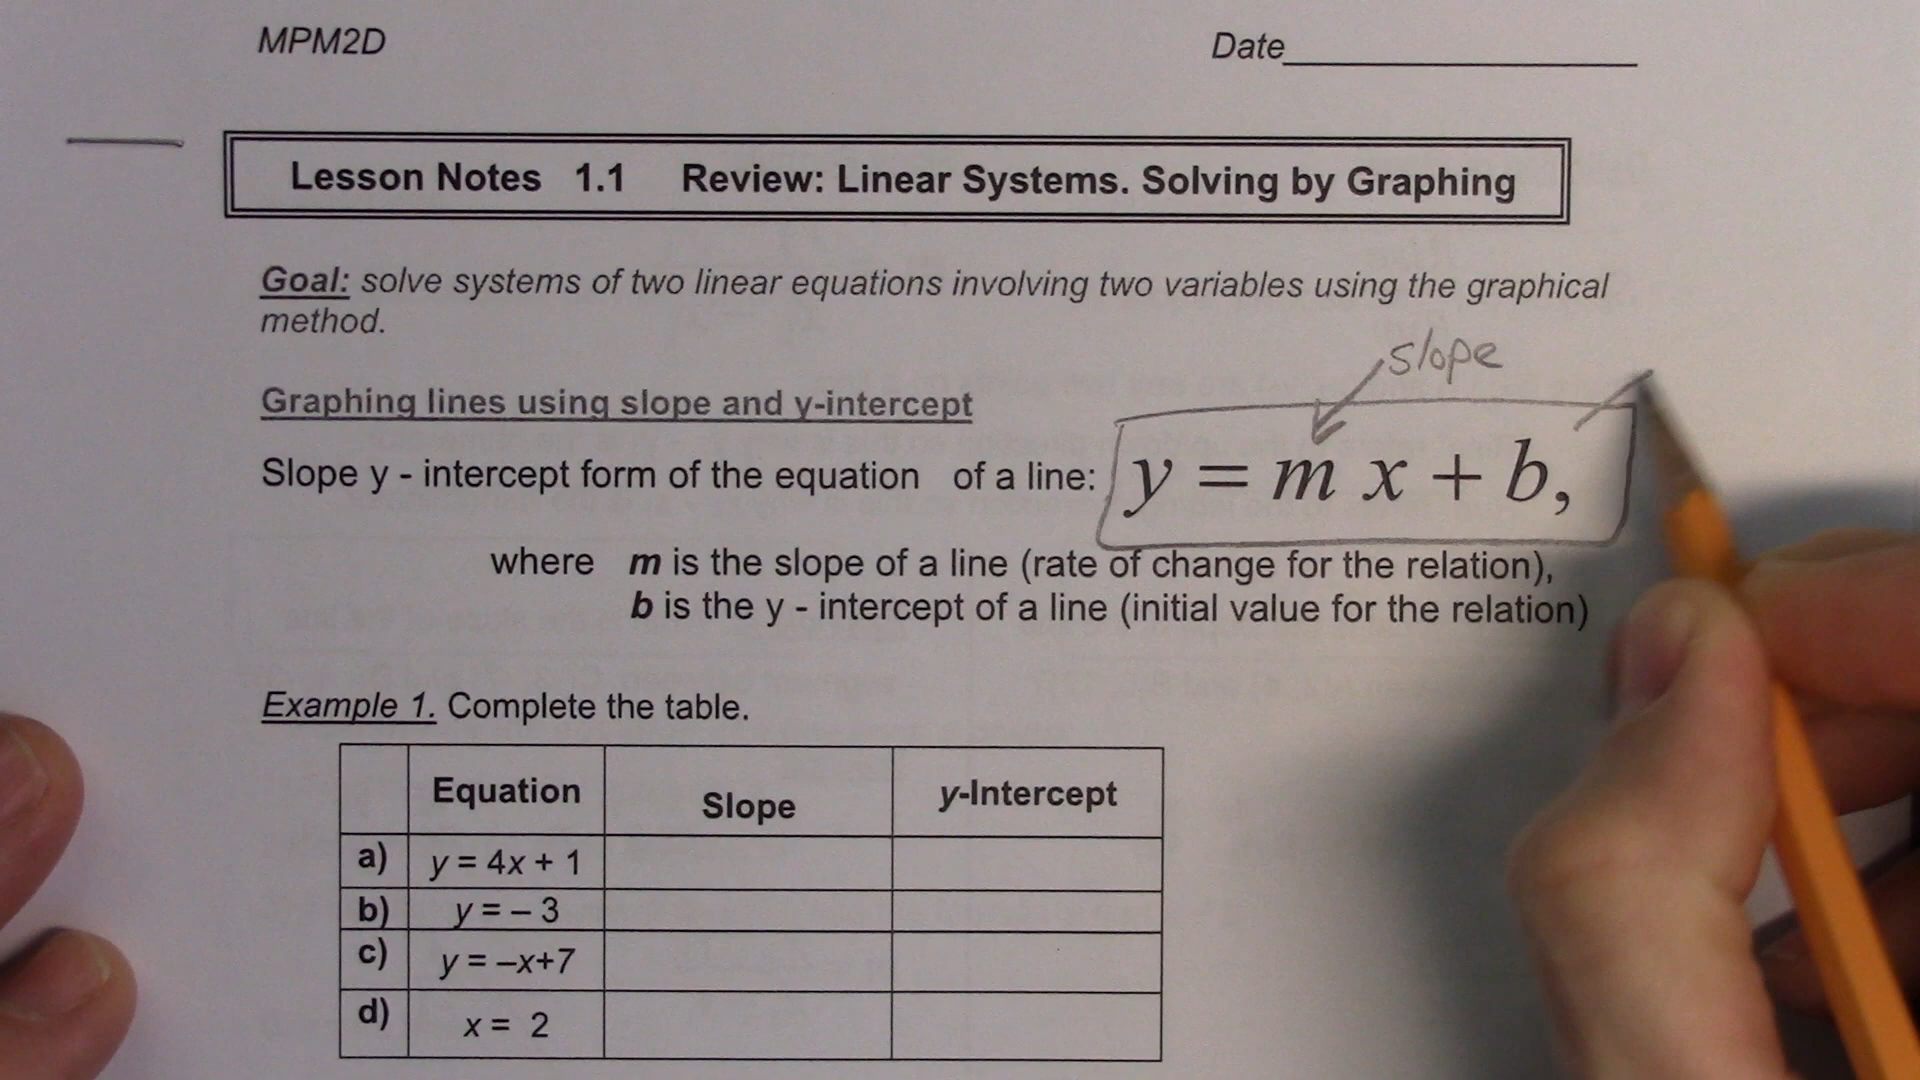 MPM2D Date
Lesson Notes 1.1 Review: Linear Systems. Solving by Graphing
Goal: solve systems of two linear equations involving two variables using the graphical
method.
slope
Graphing lines using slope and y-intercept
Slope y - intercept form of the equation of a line: y = m x + b,
where m is the slope of a line (rate of change for the relation),
b is the y - intercept of a line (initial value for the relation)
Example 1. Complete the table.
Equation Slope y-Intercept
a) y = 4x + 1
b) y = – 3
c) y = –x+7
d) x = 2